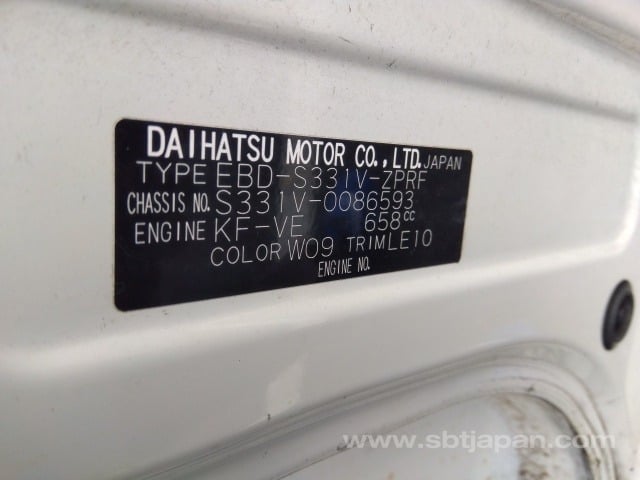 DAIHATSU MOTOR CO., LTD. JAPAN
TYPE EBD-S331V-ZPRF
CHASSIS NO. S331V-0086593
ENGINE KF-VE 658cc
COLOR W09 TRIM LE10
ENGINE NO.
www.sbtjapan.com